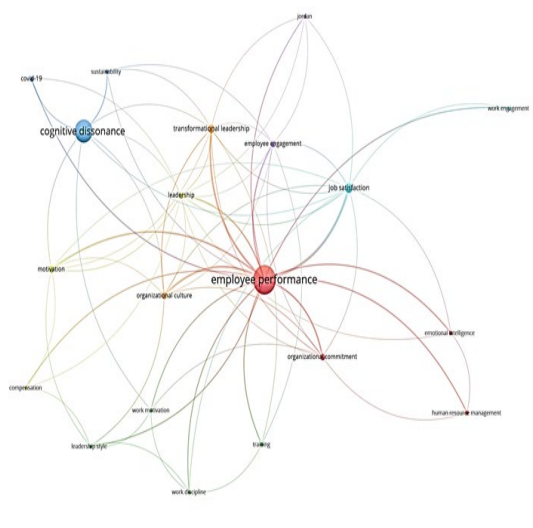 jordan
sustainability
covid-19
work engagement
cognitive dissonance
transformational leadership
employee engagement
job satisfaction
leadership
motivation
employee performance
organizational culture
emotional intelligence
organizational commitment
compensation
work motivation
human resource management
leadership style
training
work discipline